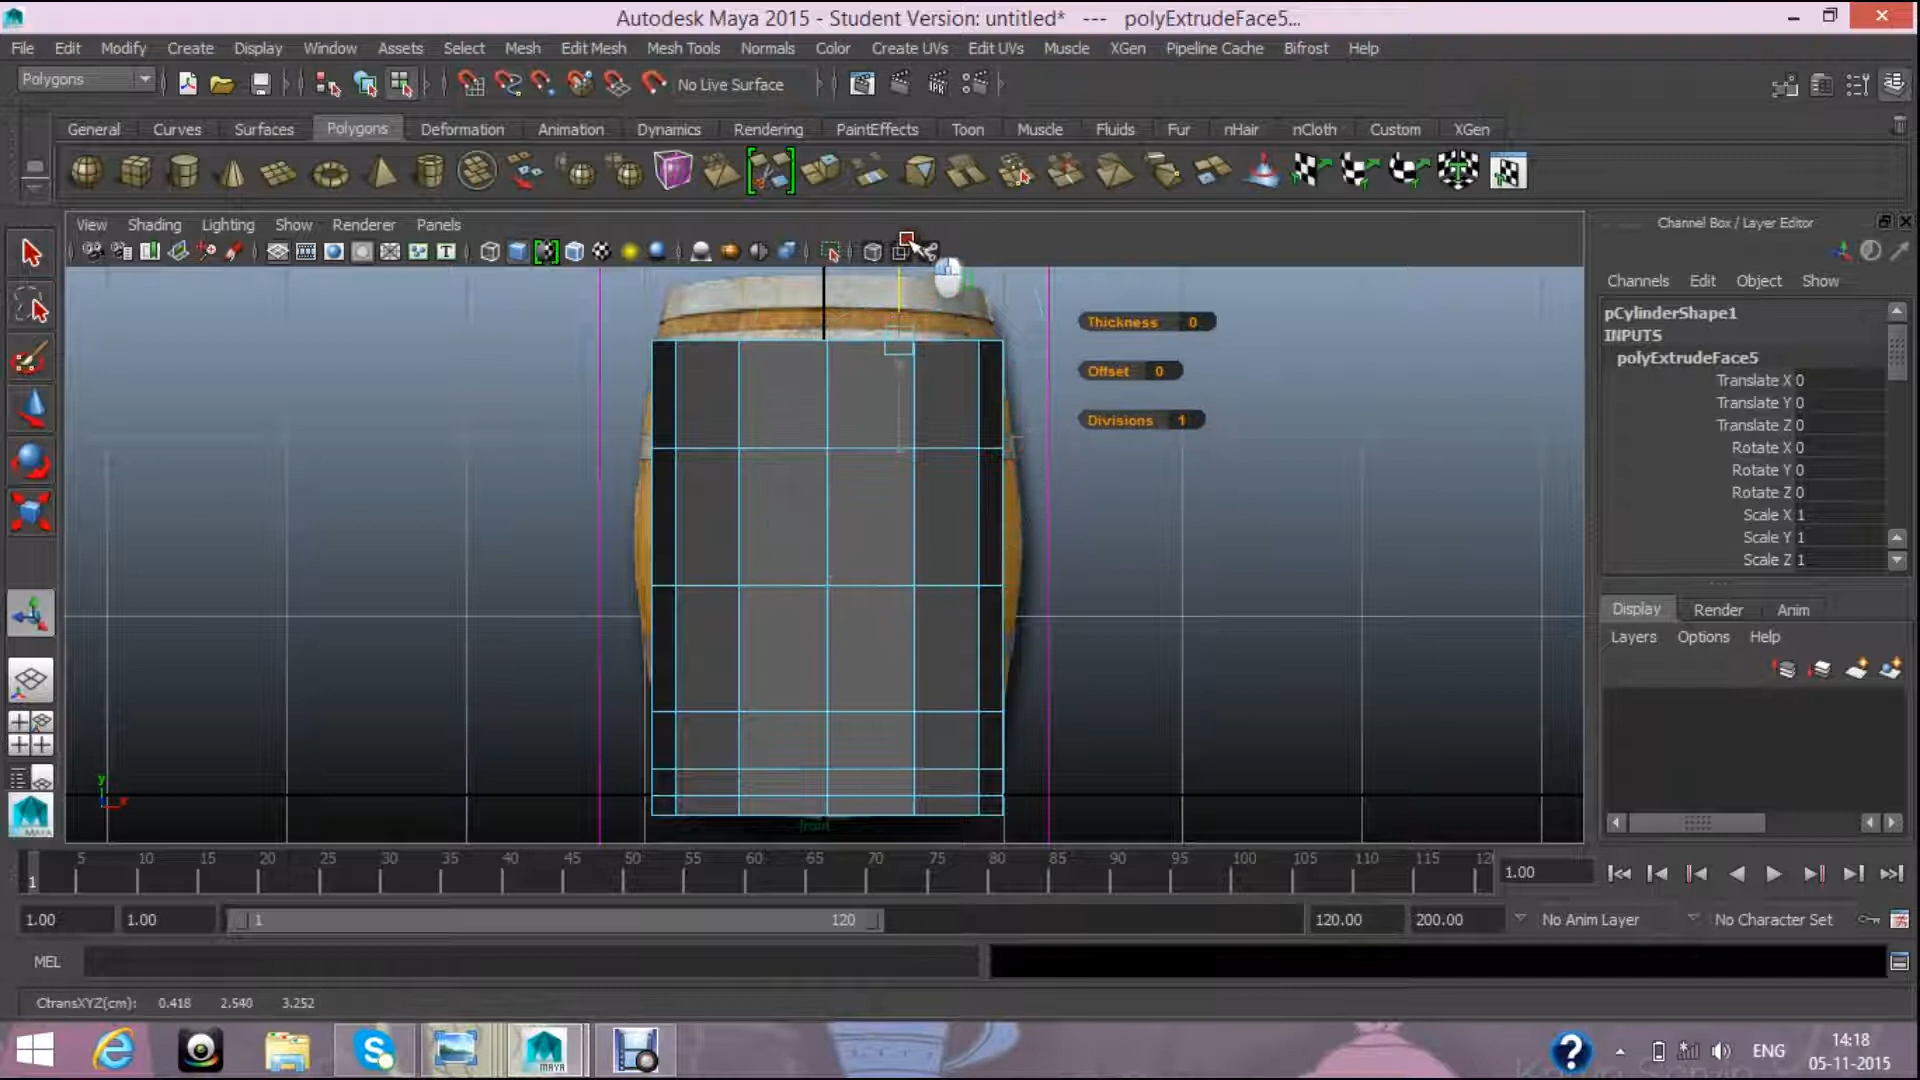 Autodesk Maya 2015 - Student Version: untitled*   ---   polyExtrudeFace5...
File Edit Modify Create Display Window Assets Select Mesh Edit Mesh Mesh Tools Normals Color Create UVs Edit UVs Muscle XGen Pipeline Cache Bifrost Help
Polygons
No Live Surface
IPR
General Curves Surfaces Polygons Deformation Animation Dynamics Rendering PaintEffects Toon Muscle Fluids Fur nHair nCloth Custom XGen
View Shading Lighting Show Renderer Panels
Channel Box / Layer Editor
Channels Edit Object Show
pCylinderShape1
INPUTS
polyExtrudeFace5
Translate X 0
Translate Y 0
Translate Z 0
Rotate X 0
Rotate Y 0
Rotate Z 0
Scale X 1
Scale Y 1
Scale Z 1
Thickness 0
Offset 0
Divisions 1
Display Render Anim
Layers Options Help
y
x
front
MAYA
5 10 15 20 25 30 35 40 45 50 55 60 65 70 75 80 85 90 95 100 105 110 115 12
1
1.00
1.00 1.00 1 120 120.00 200.00 No Anim Layer No Character Set
MEL
CtransXYZ(cm): 0.418 2.540 3.252
MAYA
ENG
14:18
05-11-2015